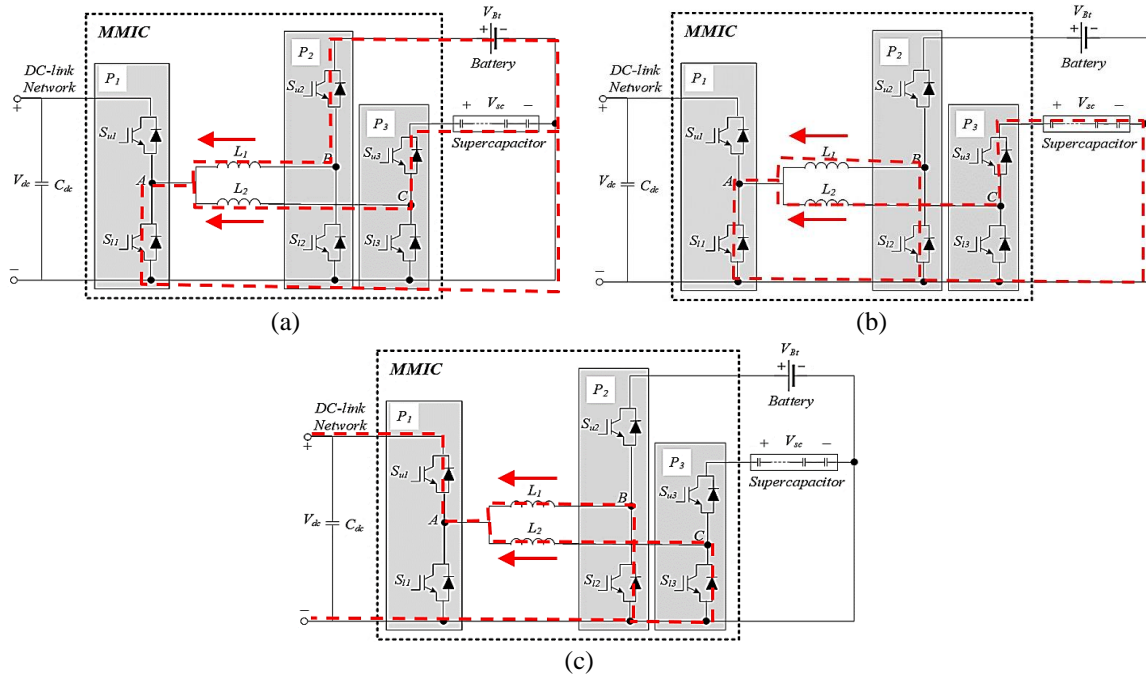 MMIC
V_Bt
+ −
Battery
P_2
DC-link
Network
P_1
S_u2
+
P_3
+ V_sc −
S_u1
Supercapacitor
L_1
B
S_u3
V_dc
C_dc
A
L_2
C
S_l1
S_l2
S_l3
−
(a)
MMIC
V_Bt
+ −
Battery
P_2
DC-link
Network
P_1
S_u2
+
P_3
+ V_sc −
S_u1
Supercapacitor
L_1
B
S_u3
V_dc
C_dc
A
L_2
C
S_l1
S_l2
S_l3
−
(b)
MMIC
V_Bt
+ −
Battery
P_2
DC-link
Network
P_1
S_u2
+
P_3
+ V_sc −
S_u1
Supercapacitor
L_1
B
S_u3
V_dc
C_dc
A
L_2
C
S_l1
S_l2
S_l3
−
(c)